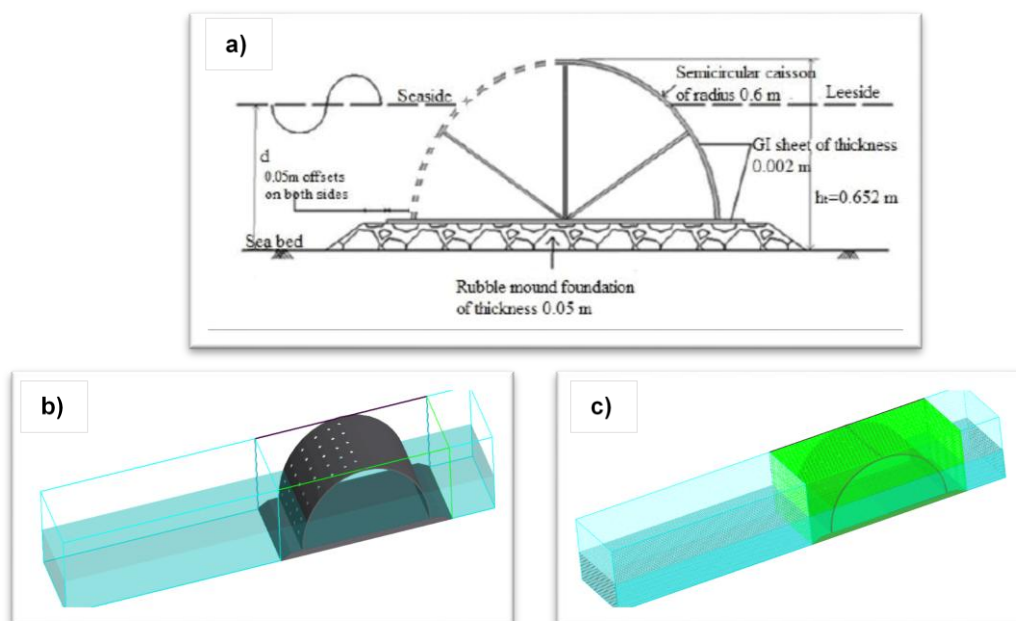 a)
Semicircular caisson
of radius 0.6 m
Seaside
Leeside
GI sheet of thickness
0.002 m
d
0.05m offsets
on both sides
ht=0.652 m
Sea bed
Rubble mound foundation
of thickness 0.05 m
b)
c)